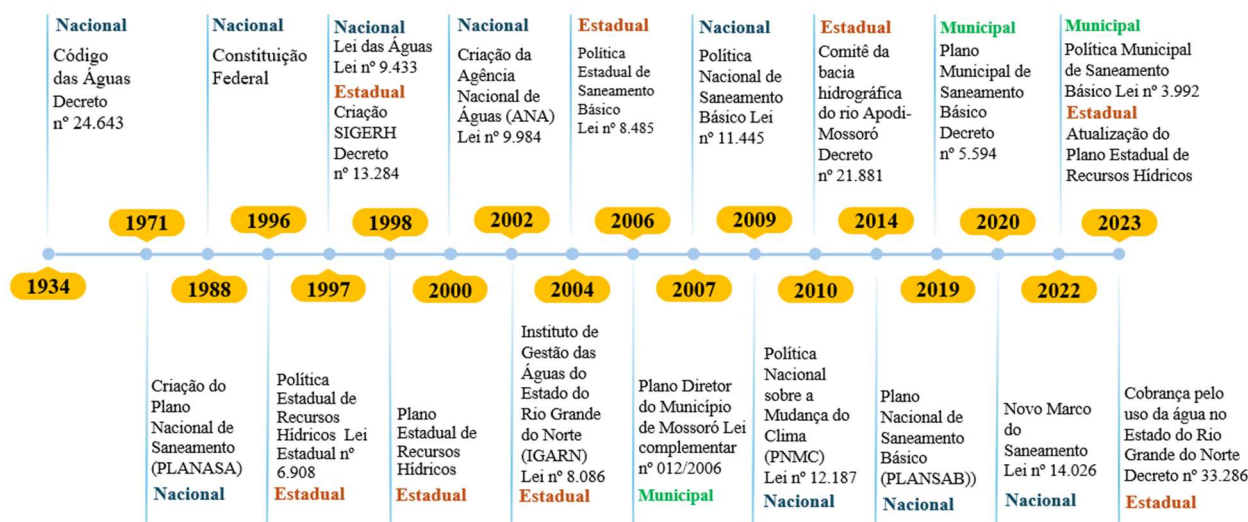 Nacional
Código
das Águas
Decreto
nº 24.643
Nacional
Constituição
Federal
Nacional
Lei das Águas
Lei nº 9.433
Estadual
Criação
SIGERH
Decreto
nº 13.284
Nacional
Criação da
Agência
Nacional de
Águas (ANA)
Lei nº 9.984
Estadual
Política
Estadual de
Saneamento
Básico
Lei nº 8.485
Nacional
Política
Nacional de
Saneamento
Básico Lei
nº 11.445
Estadual
Comitê da
bacia
hidrográfica
do rio Apodi-
Mossoró
Decreto
nº 21.881
Municipal
Plano
Municipal de
Saneamento
Básico
Decreto
nº 5.594
Municipal
Política Municipal
de Saneamento
Básico Lei nº 3.992
Estadual
Atualização do
Plano Estadual de
Recursos Hídricos
1971
1996
1998
2002
2006
2009
2014
2020
2023
1934
1988
1997
2000
2004
2007
2010
2019
2022
Criação do
Plano
Nacional de
Saneamento
(PLANASA)
Nacional
Política
Estadual de
Recursos
Hídricos Lei
Estadual nº
6.908
Estadual
Plano
Estadual de
Recursos
Hídricos
Estadual
Instituto de
Gestão das
Águas do
Estado do
Rio Grande
do Norte
(IGARN)
Lei nº 8.086
Estadual
Plano Diretor
do Município
de Mossoró Lei
complementar
nº 012/2006
Municipal
Política
Nacional
sobre a
Mudança do
Clima
(PNMC)
Lei nº 12.187
Nacional
Plano
Nacional de
Saneamento
Básico
(PLANSAB))
Nacional
Novo Marco
do
Saneamento
Lei nº 14.026
Nacional
Cobrança pelo
uso da água no
Estado do Rio
Grande do Norte
Decreto nº 33.286
Estadual